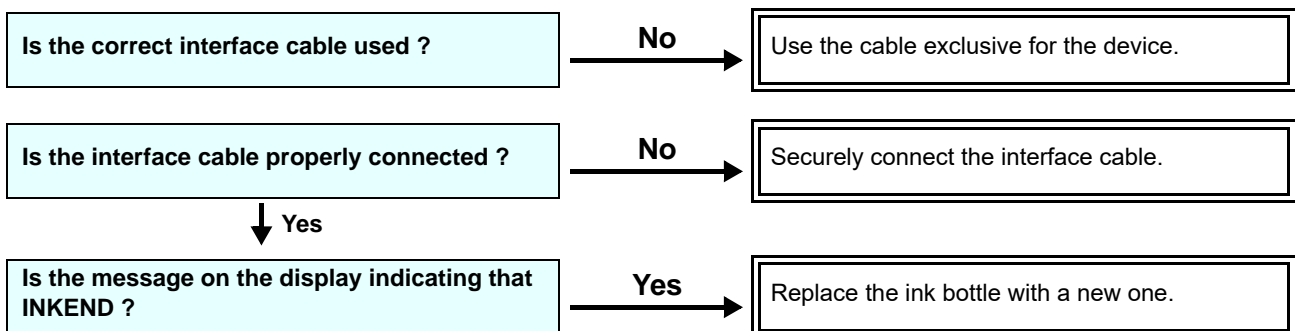 Is the correct interface cable used ?
No
Use the cable exclusive for the device.
Is the interface cable properly connected ?
No
Securely connect the interface cable.
Yes
Is the message on the display indicating that
INKEND ?
Yes
Replace the ink bottle with a new one.